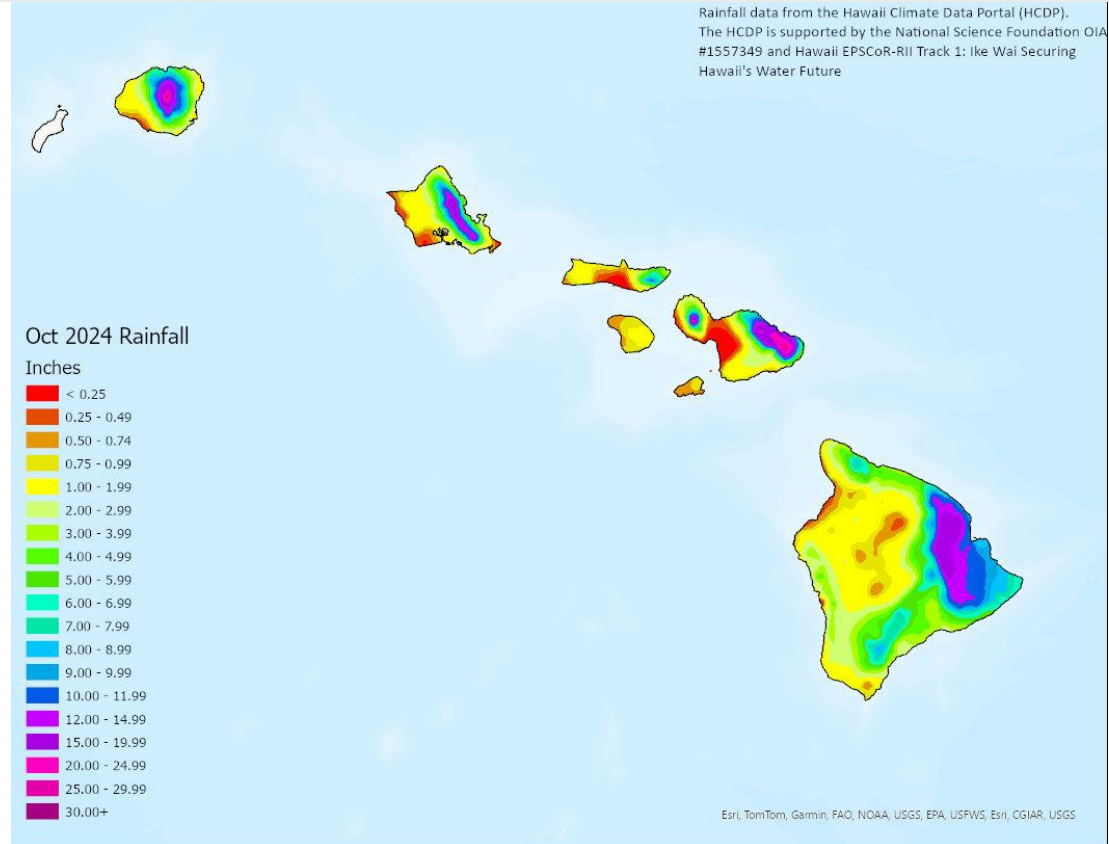 Rainfall data from the Hawaii Climate Data Portal (HCDP).
The HCDP is supported by the National Science Foundation OIA
#1557349 and Hawaii EPSCoR-RII Track 1: Ike Wai Securing
Hawaii's Water Future
Oct 2024 Rainfall
Inches
< 0.25
0.25 - 0.49
0.50 - 0.74
0.75 - 0.99
1.00 - 1.99
2.00 - 2.99
3.00 - 3.99
4.00 - 4.99
5.00 - 5.99
6.00 - 6.99
7.00 - 7.99
8.00 - 8.99
9.00 - 9.99
10.00 - 11.99
12.00 - 14.99
15.00 - 19.99
20.00 - 24.99
25.00 - 29.99
30.00+
Esri, TomTom, Garmin, FAO, NOAA, USGS, EPA, USFWS, Esri, CGIAR, USGS